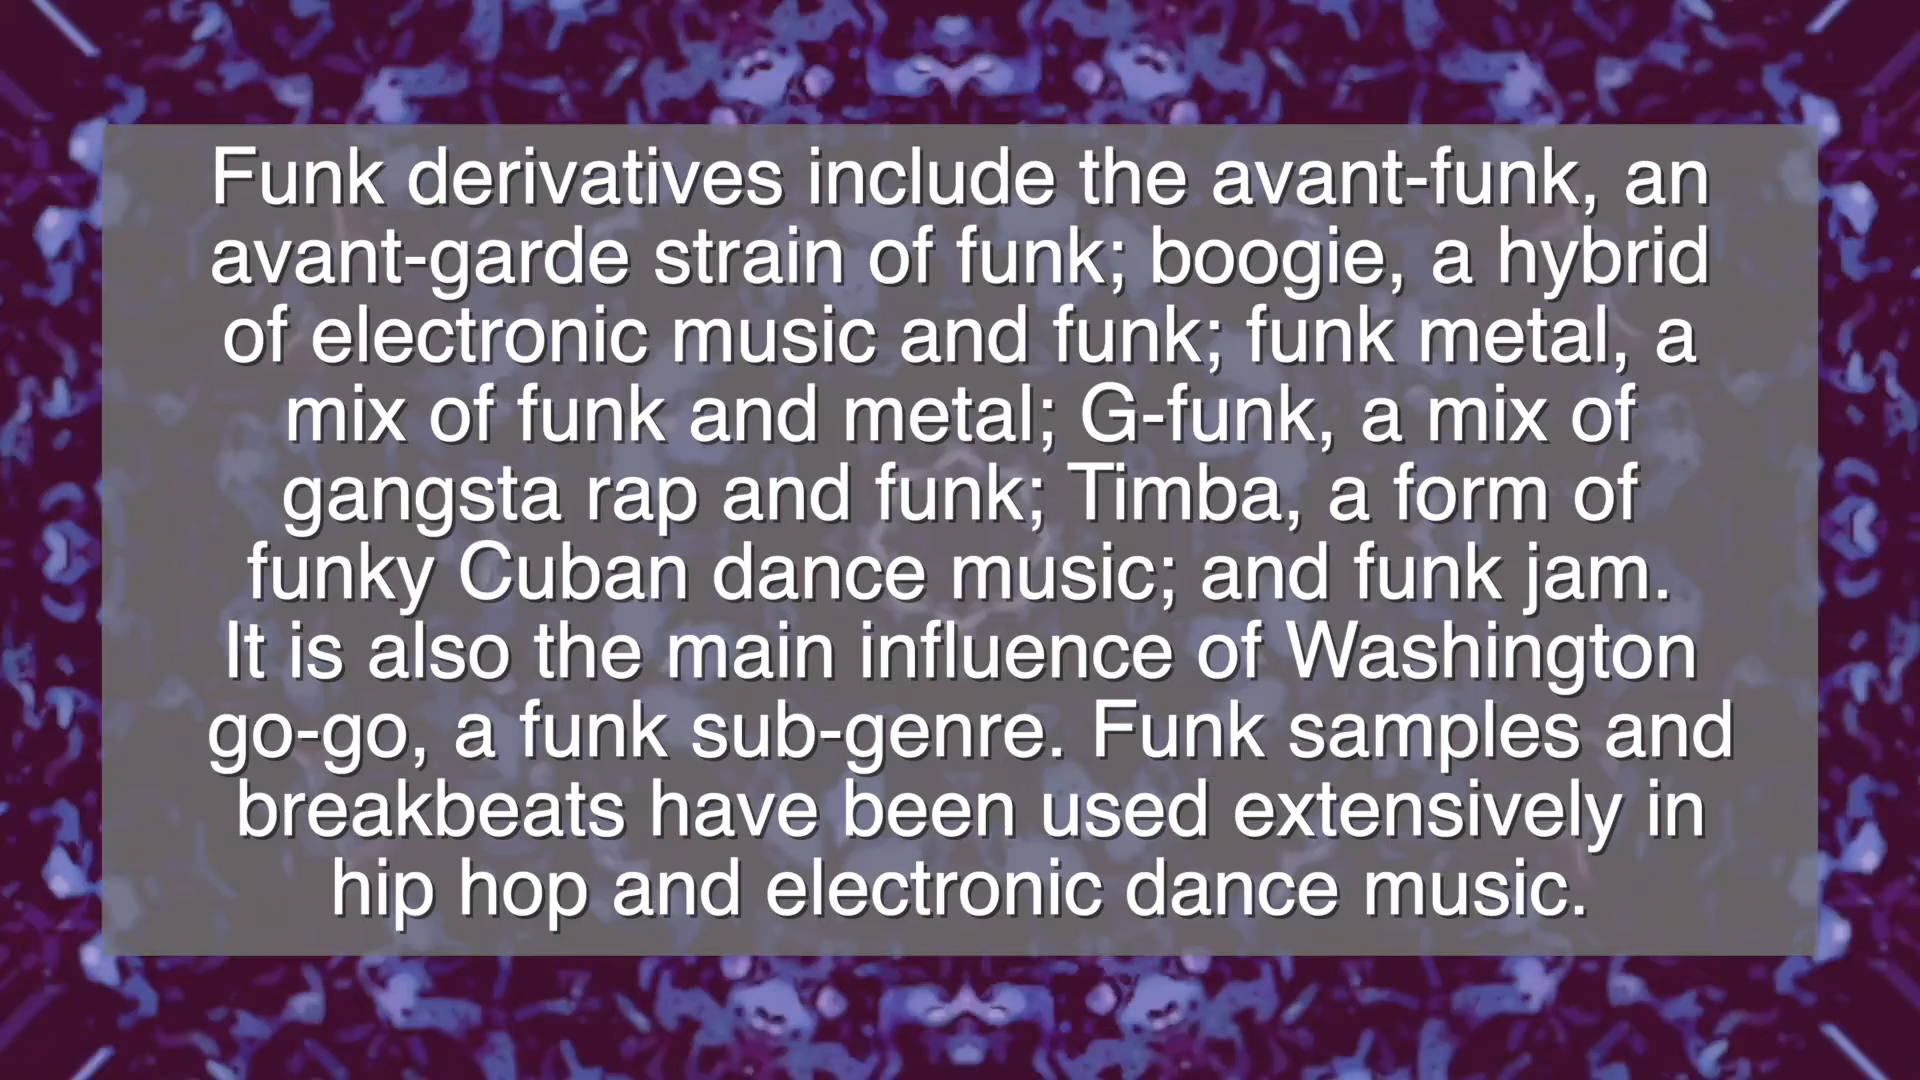 Funk derivatives include the avant-funk, an
avant-garde strain of funk; boogie, a hybrid
of electronic music and funk; funk metal, a
mix of funk and metal; G-funk, a mix of
gangsta rap and funk; Timba, a form of
funky Cuban dance music; and funk jam.
It is also the main influence of Washington
go-go, a funk sub-genre. Funk samples and
breakbeats have been used extensively in
hip hop and electronic dance music.